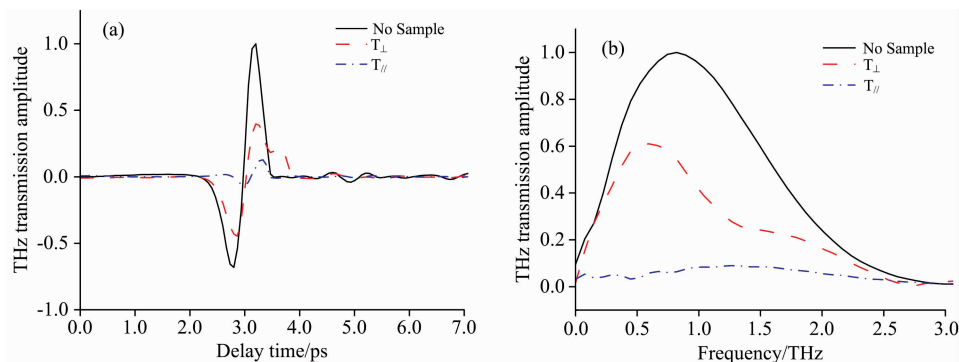 (a)
No Sample
T⊥
T//
THz transmission amplitude
1.0
0.5
0.0
-0.5
-1.0
0.0 1.0 2.0 3.0 4.0 5.0 6.0 7.0
Delay time/ps
(b)
No Sample
T⊥
T//
THz transmission amplitude
1.0
0.8
0.6
0.4
0.2
0.0
0.0 0.5 1.0 1.5 2.0 2.5 3.0
Frequency/THz